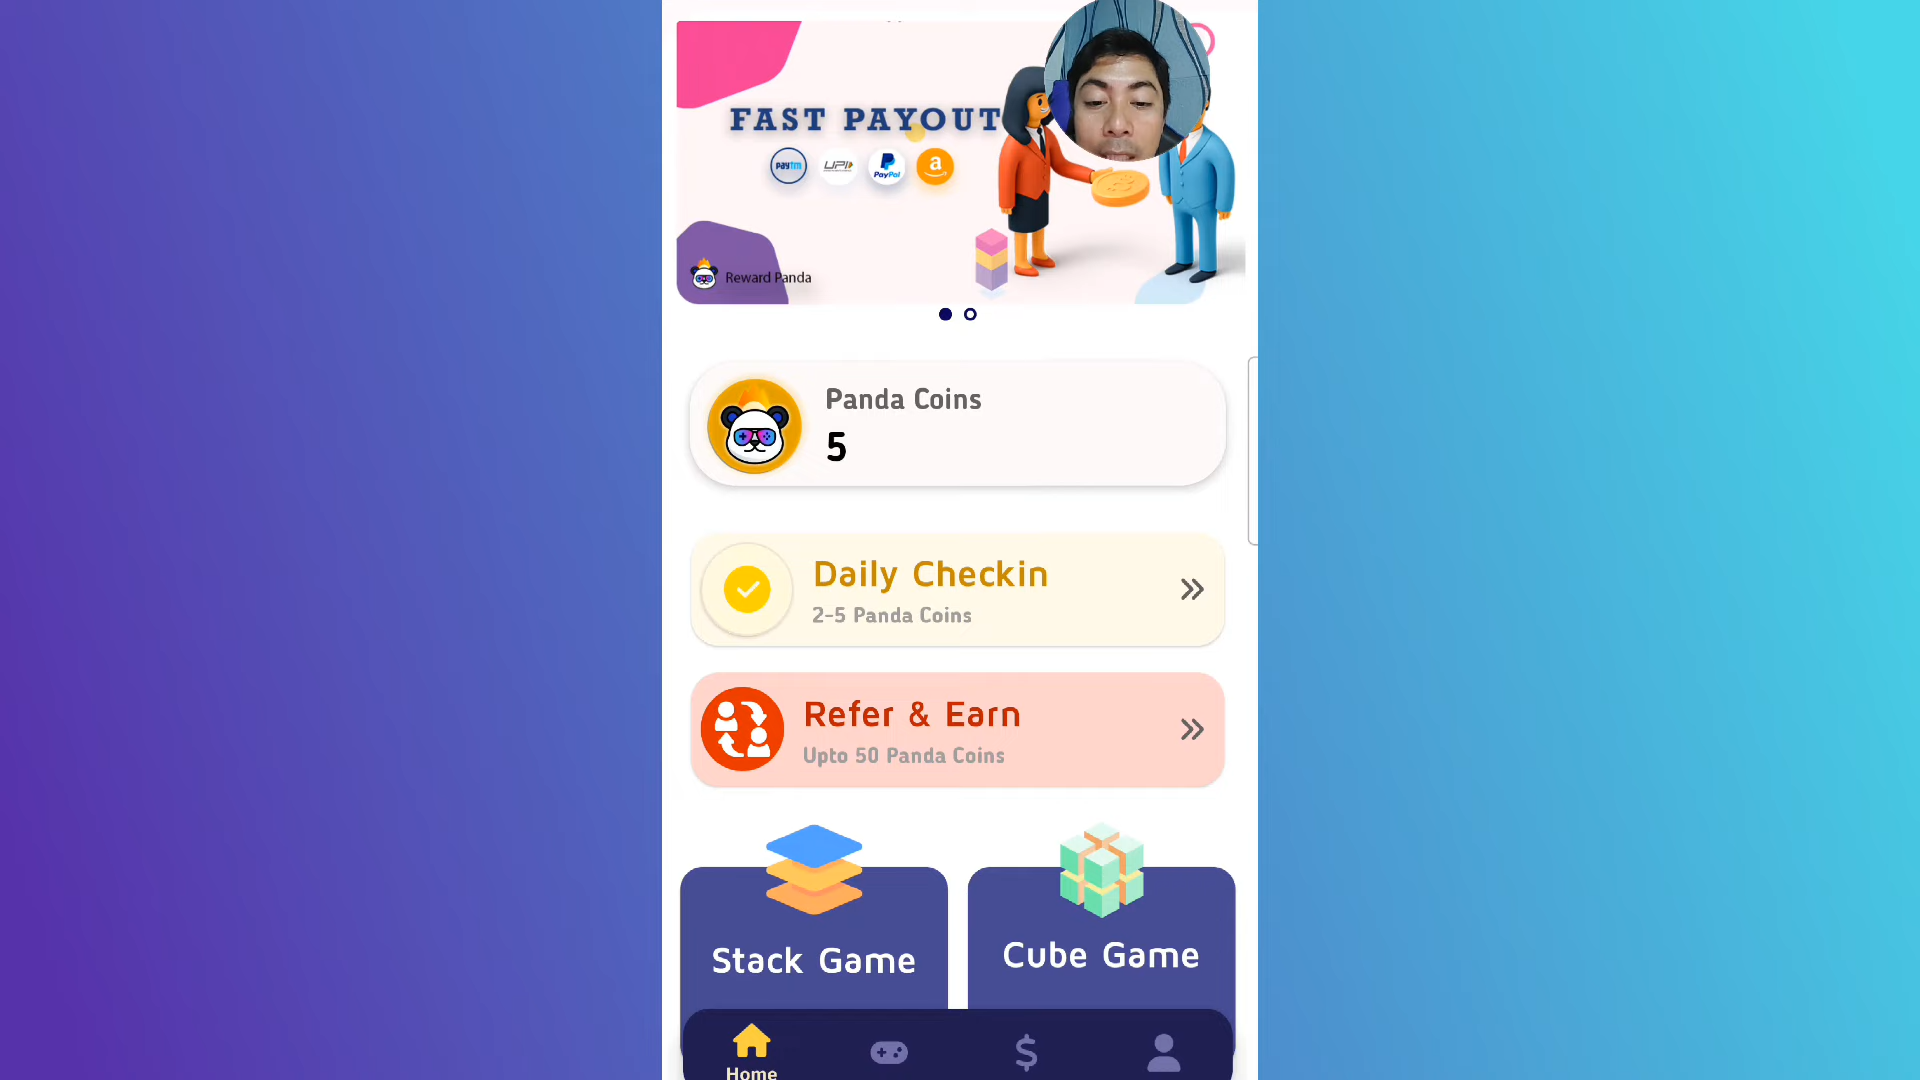 FAST PAYOUT
paytm
UPI
PayPal
a
Reward Panda
Panda Coins
5
Daily Checkin
2-5 Panda Coins
Refer & Earn
Upto 50 Panda Coins
Stack Game
Cube Game
$
Home